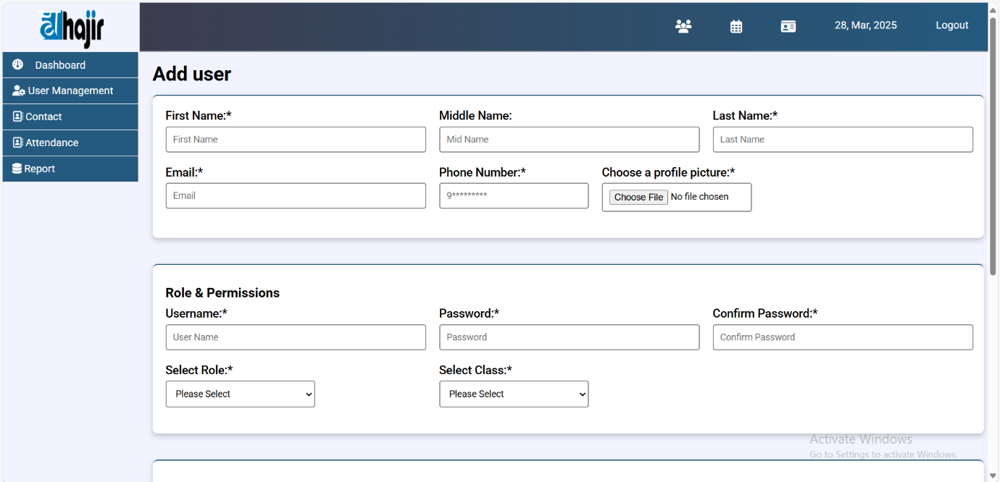 hajir
28, Mar, 2025
Logout
Dashboard
User Management
Contact
Attendance
Report
Add user
First Name:* Middle Name: Last Name:*
First Name Mid Name Last Name
Email:* Phone Number:* Choose a profile picture:*
Email 9********* Choose File No file chosen
Role & Permissions
Username:* Password:* Confirm Password:*
User Name Password Confirm Password
Select Role:* Select Class:*
Please Select Please Select
Activate Windows
Go to Settings to activate Windows.